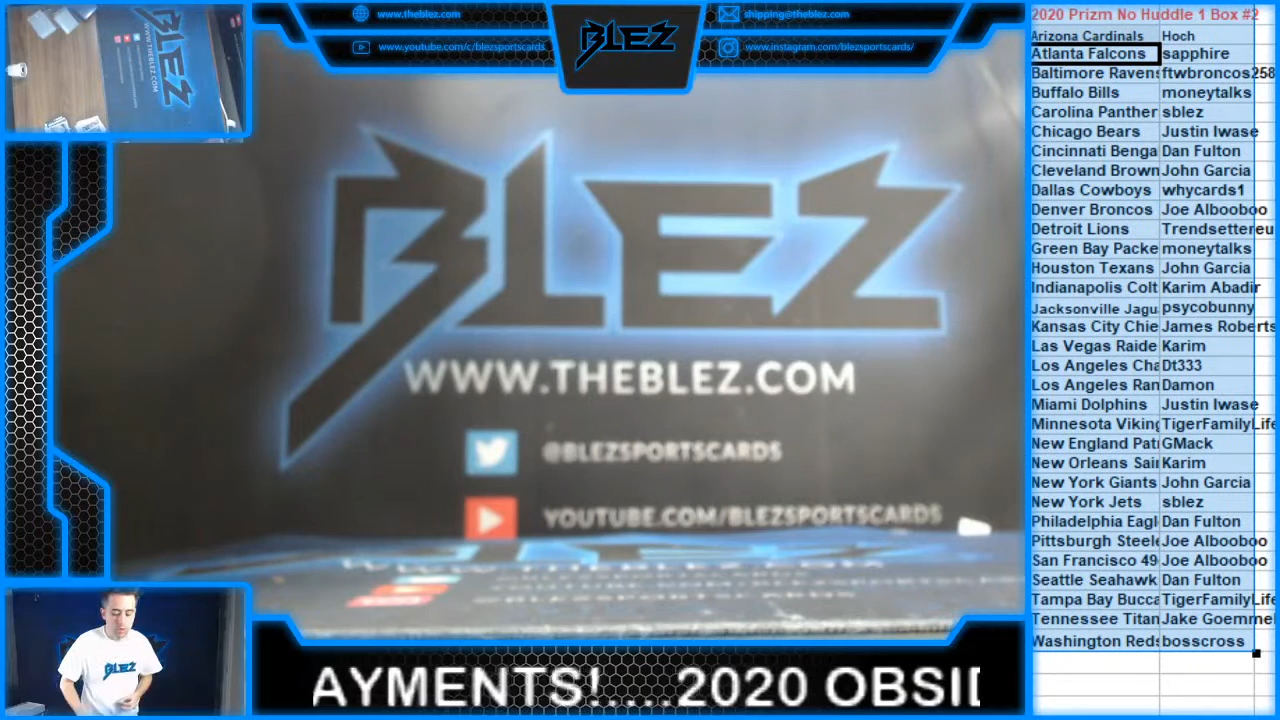 www.theblez.com
shipping@theblez.com
www.youtube.com/c/blezsportscards
www.instagram.com/blezsportscards/
BLEZ
WWW.THEBLEZ.COM
BLEZ
BLEZ
WWW.THEBLEZ.COM
@BLEZSPORTSCARDS
YOUTUBE.COM/BLEZSPORTSCARDS
BLEZ
AYMENTS!....2020 OBSID
2020 Prizm No Huddle 1 Box #2
Arizona Cardinals Hoch
Atlanta Falcons sapphire
Baltimore Ravens ftwbroncos258
Buffalo Bills moneytalks
Carolina Panther sblez
Chicago Bears Justin Iwase
Cincinnati Benga Dan Fulton
Cleveland Brown John Garcia
Dallas Cowboys whycards1
Denver Broncos Joe Albooboo
Detroit Lions Trendsettereu
Green Bay Packe moneytalks
Houston Texans John Garcia
Indianapolis Colt Karim Abadir
Jacksonville Jagu psycobunny
Kansas City Chie James Roberts
Las Vegas Raide Karim
Los Angeles Cha Dt333
Los Angeles Ran Damon
Miami Dolphins Justin Iwase
Minnesota Viking TigerFamilyLife
New England Pat GMack
New Orleans Sai Karim
New York Giants John Garcia
New York Jets sblez
Philadelphia Eagl Dan Fulton
Pittsburgh Steele Joe Albooboo
San Francisco 49 Joe Albooboo
Seattle Seahawk Dan Fulton
Tampa Bay Bucca TigerFamilyLife
Tennessee Titan Jake Goemme
Washington Reds bosscross